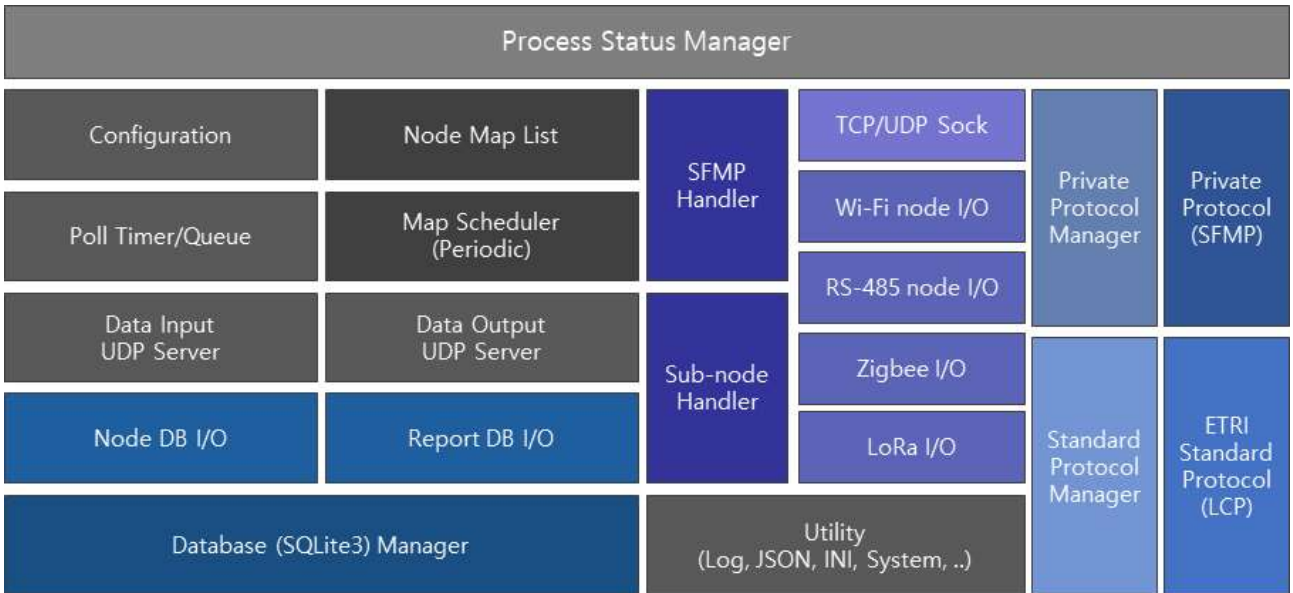 Process Status Manager
Configuration
Node Map List
Poll Timer/Queue
Map Scheduler
(Periodic)
Data Input
UDP Server
Data Output
UDP Server
Node DB I/O
Report DB I/O
Database (SQLite3) Manager
SFMP
Handler
Sub-node
Handler
TCP/UDP Sock
Wi-Fi node I/O
RS-485 node I/O
Zigbee I/O
LoRa I/O
Utility
(Log, JSON, INI, System, ..)
Private
Protocol
Manager
Private
Protocol
(SFMP)
Standard
Protocol
Manager
ETRI
Standard
Protocol
(LCP)